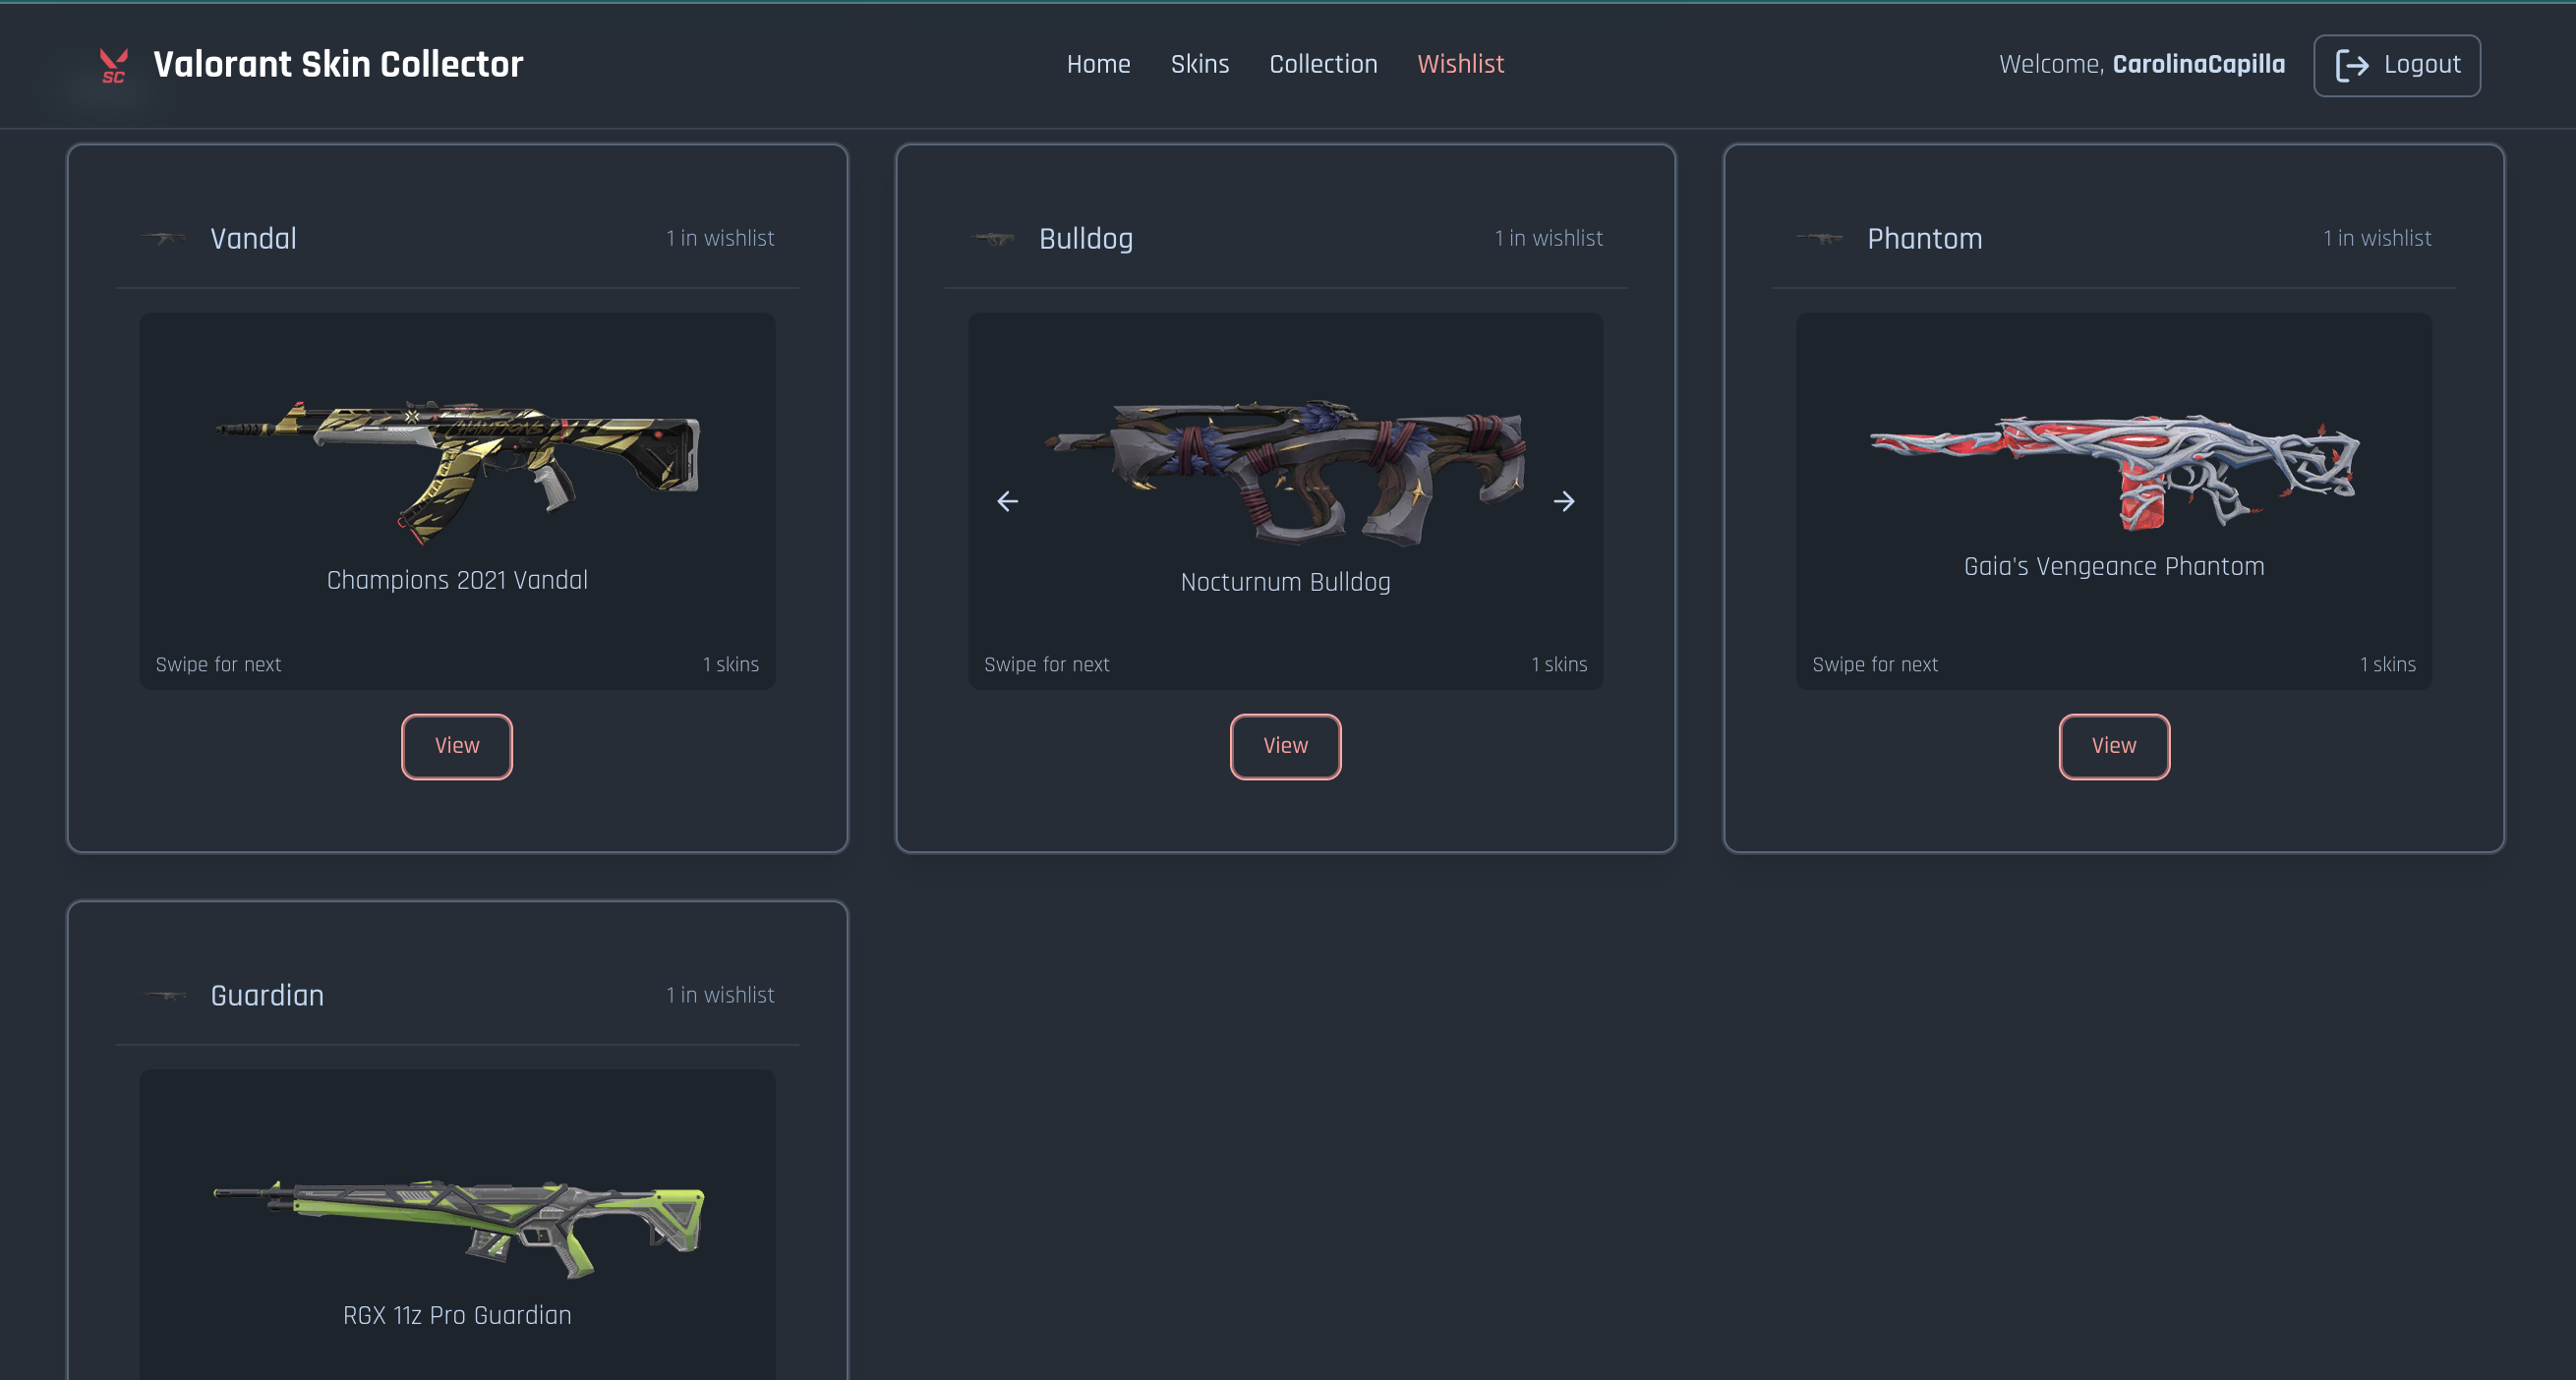 SC
Valorant Skin Collector
Home Skins Collection Wishlist
Welcome, CarolinaCapilla
Logout
Vandal 1 in wishlist
CHAMPIONS
Champions 2021 Vandal
Swipe for next 1 skins
View
Bulldog 1 in wishlist
Nocturnum Bulldog
Swipe for next 1 skins
View
Phantom 1 in wishlist
Gaia's Vengeance Phantom
Swipe for next 1 skins
View
Guardian 1 in wishlist
RGX 11z Pro Guardian